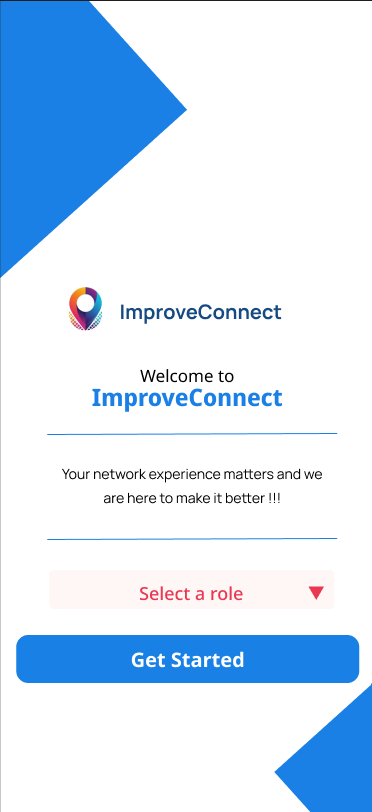 ImproveConnect
Welcome to
ImproveConnect
Your network experience matters and we
are here to make it better !!!
Select a role
Get Started